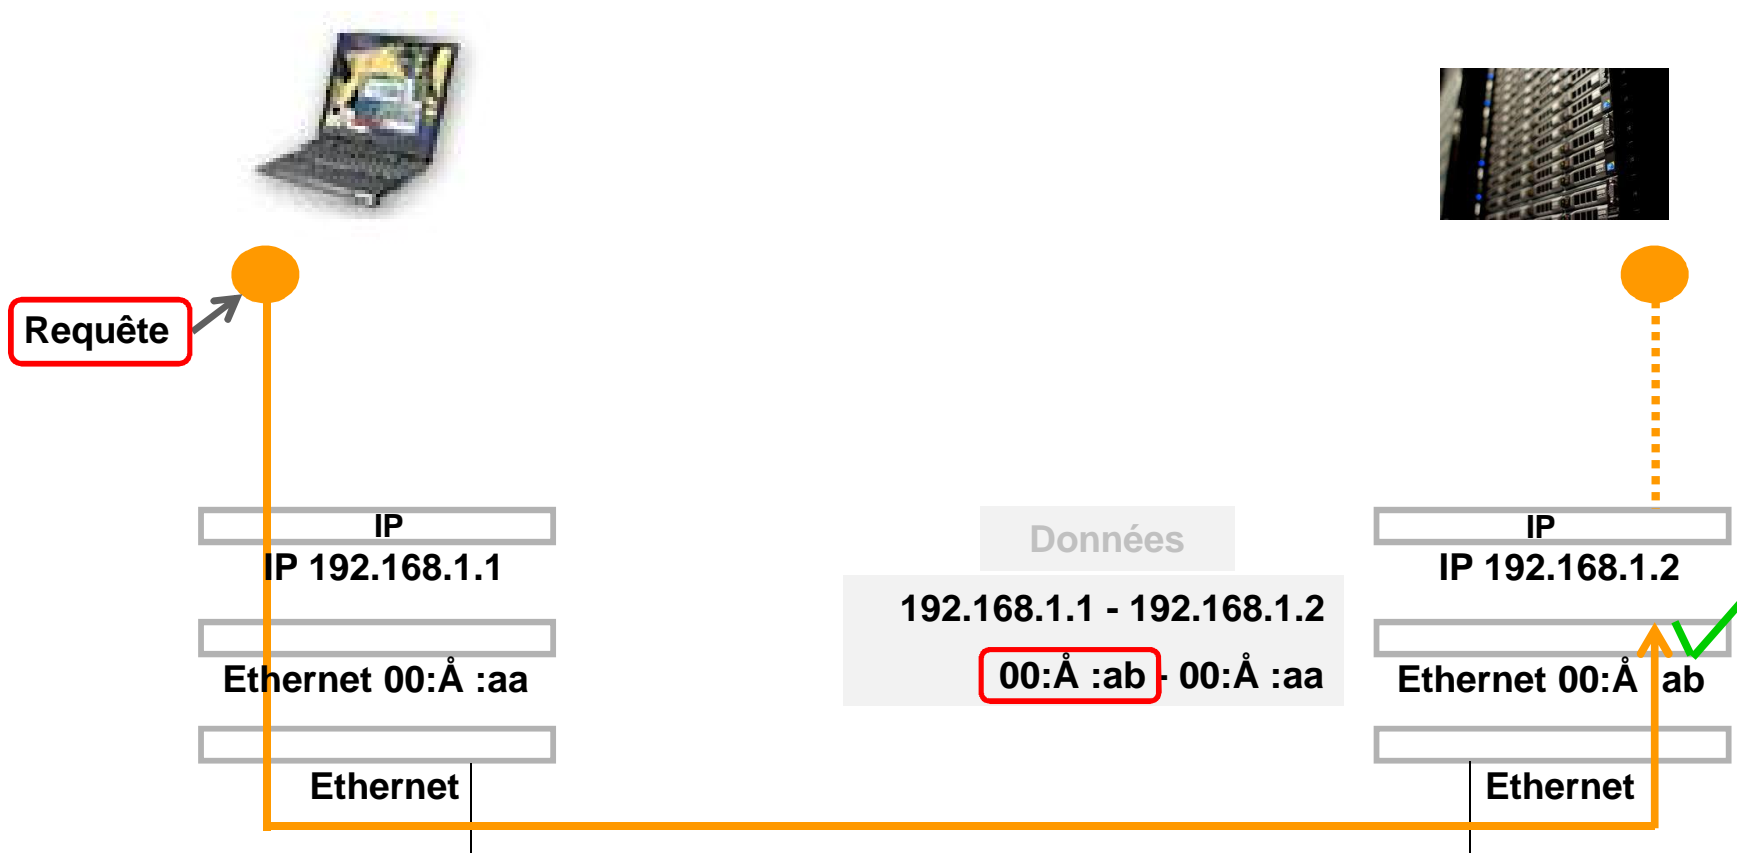 Requête
IP
IP 192.168.1.1
Ethernet 00:Å :aa
Ethernet
Données
192.168.1.1 - 192.168.1.2
00:Å :ab - 00:Å :aa
IP
IP 192.168.1.2
Ethernet 00:Å :ab
Ethernet